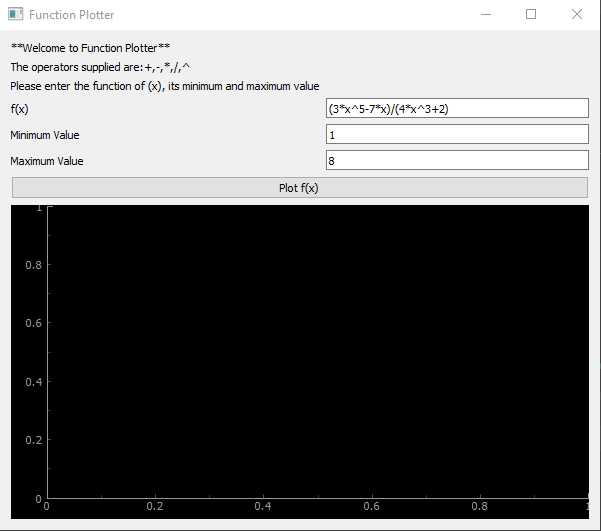 Function Plotter
**Welcome to Function Plotter**
The operators supplied are:+,-,*,/,^
Please enter the function of (x), its minimum and maximum value
f(x) (3*x^5-7*x)/(4*x^3+2)
Minimum Value 1
Maximum Value 8
Plot f(x)
1
0.8
0.6
0.4
0.2
0
0 0.2 0.4 0.6 0.8 1